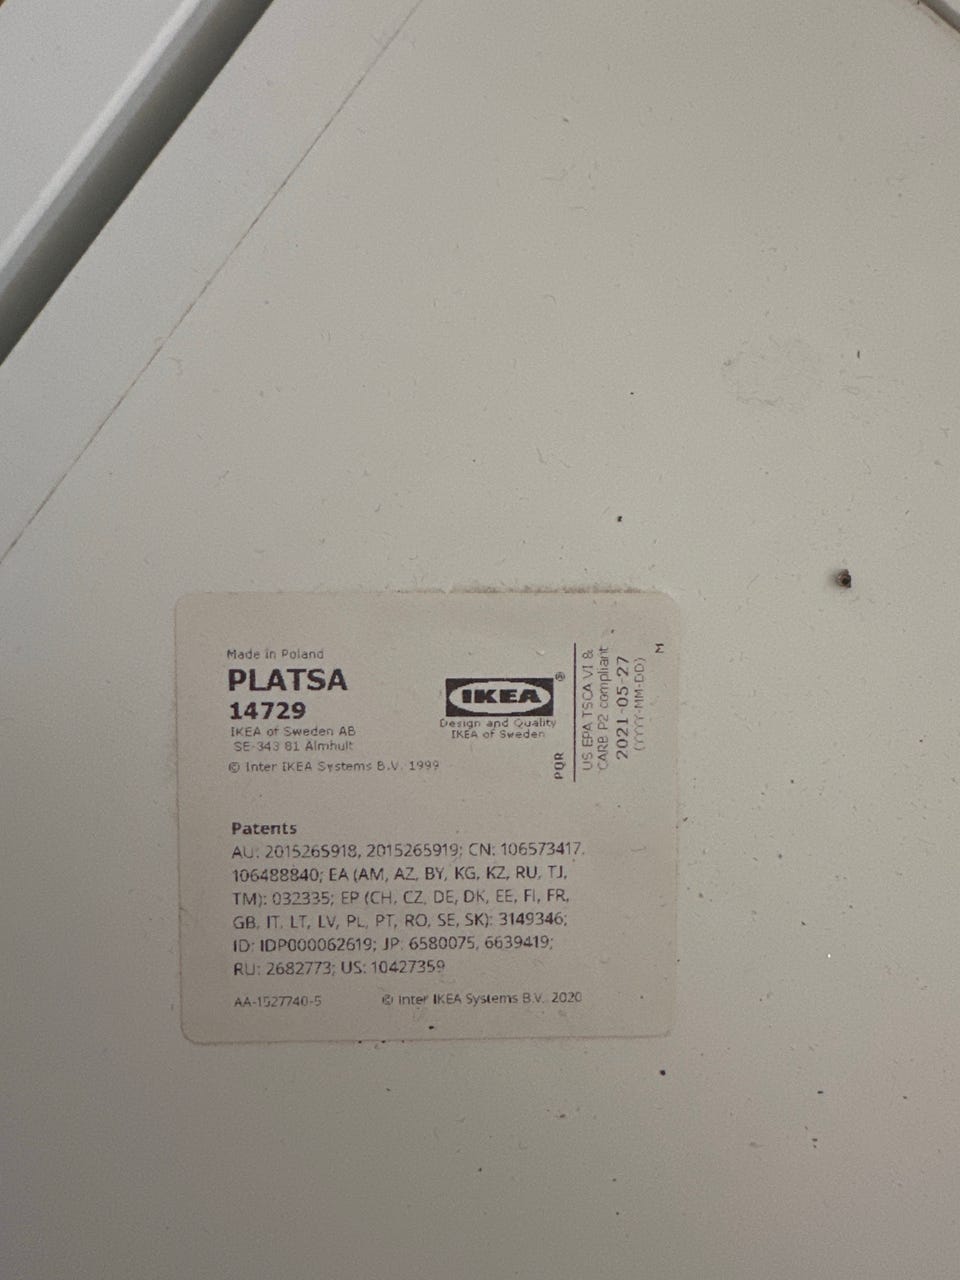 Made in Poland
PLATSA
14729
IKEA of Sweden AB
SE-343 81 Älmhult
© Inter IKEA Systems B.V. 1999
IKEA®
Design and Quality
IKEA of Sweden
PQR
US EPA TSCA VI &
CARB P2 compliant
2021-05-27
(YYYY-MM-DD)
M
Patents
AU: 2015265918, 2015265919; CN: 106573417,
106488840; EA (AM, AZ, BY, KG, KZ, RU, TJ,
TM): 032335; EP (CH, CZ, DE, DK, EE, FI, FR,
GB, IT, LT, LV, PL, PT, RO, SE, SK): 3149346;
ID: IDP000062619; JP: 6580075, 6639419;
RU: 2682773; US: 10427359
AA-1527740-5
© Inter IKEA Systems B.V. 2020